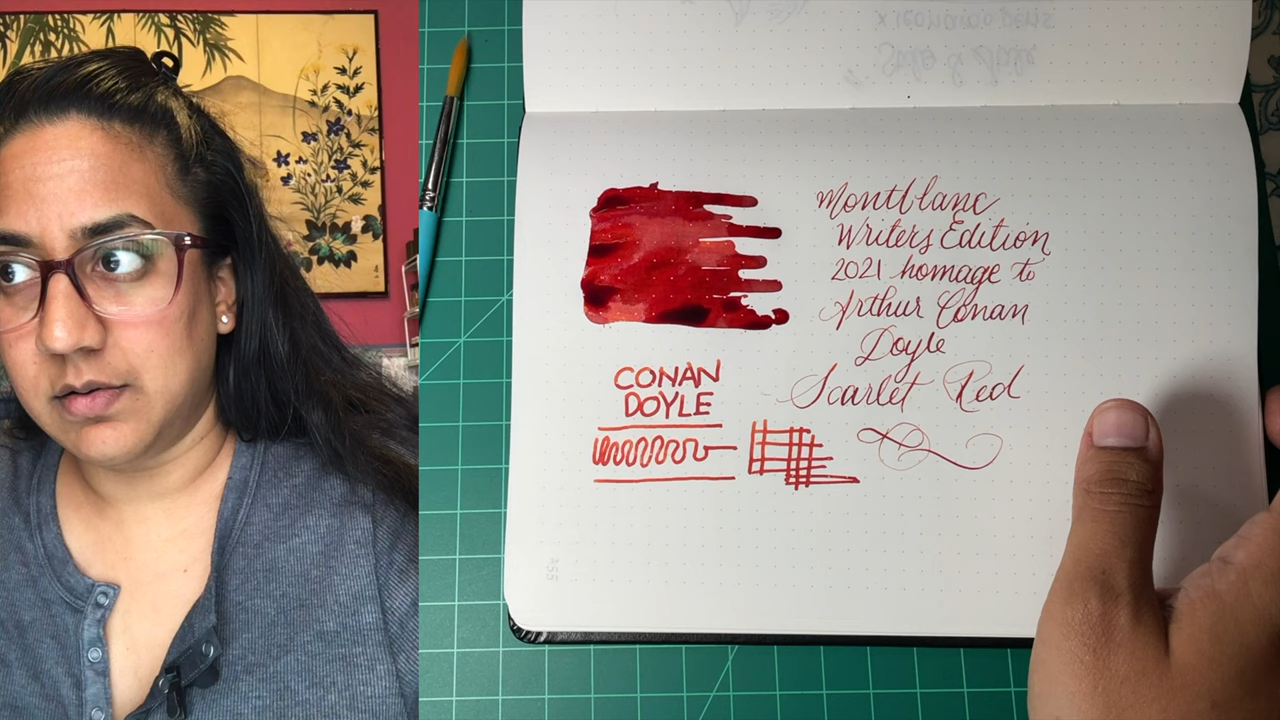 Montblanc
Writers Edition
2021 homage to
Arthur Conan
Doyle
Scarlet Red
CONAN
DOYLE